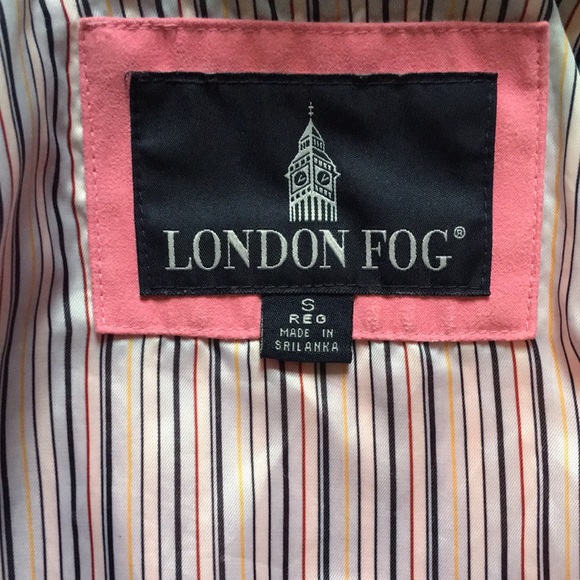 LONDON FOG®
S
REG
MADE IN
SRILANKA